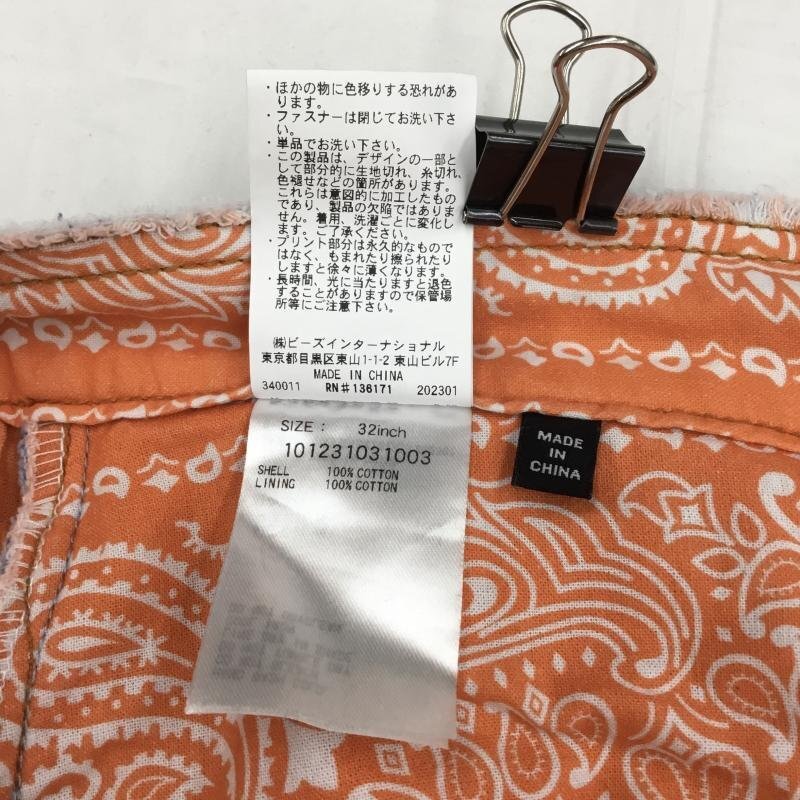 ・ほかの物に色移りする恐れがあ
ります。
・ファスナーは閉じてお洗い下さ
い。
・単品でお洗い下さい。
・この製品は、デザインの一部と
して部分的に生地切れ、糸切れ、
色褪せなどの箇所があります。
これらは意図的に加工したもの
であり、製品の欠陥ではありま
せん。着用、洗濯ごとに変化し
ます。ご了承ください。
・プリント部分は永久的なもので
はなく、もまれたり擦られたり
しますと徐々に薄くなります。
・長時間、光に当たりますと退色
することがありますので保管場
所等にご注意下さい。
㈱ビーズインターナショナル
東京都目黒区東山1-1-2 東山ビル7F
MADE IN CHINA
340011 RN#136171 202301
SIZE : 32inch
101231031003
SHELL 100% COTTON
LINING 100% COTTON
MADE
IN
CHINA